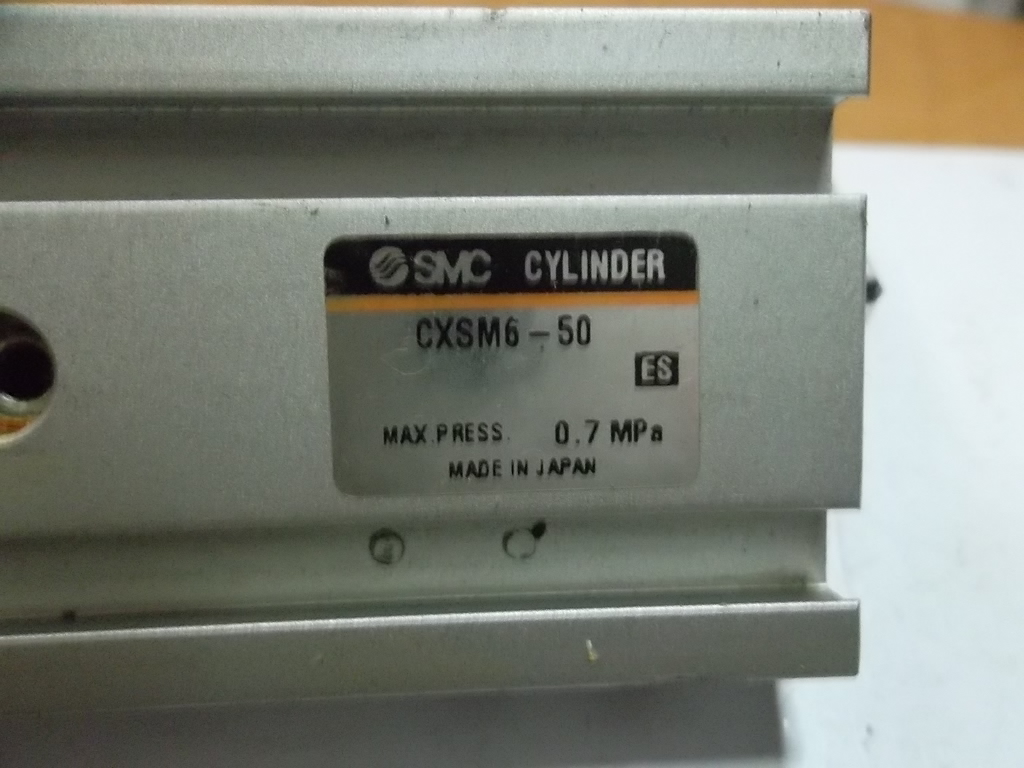 SMC CYLINDER
CXSM6-50
ES
MAX.PRESS. 0.7 MPa
MADE IN JAPAN